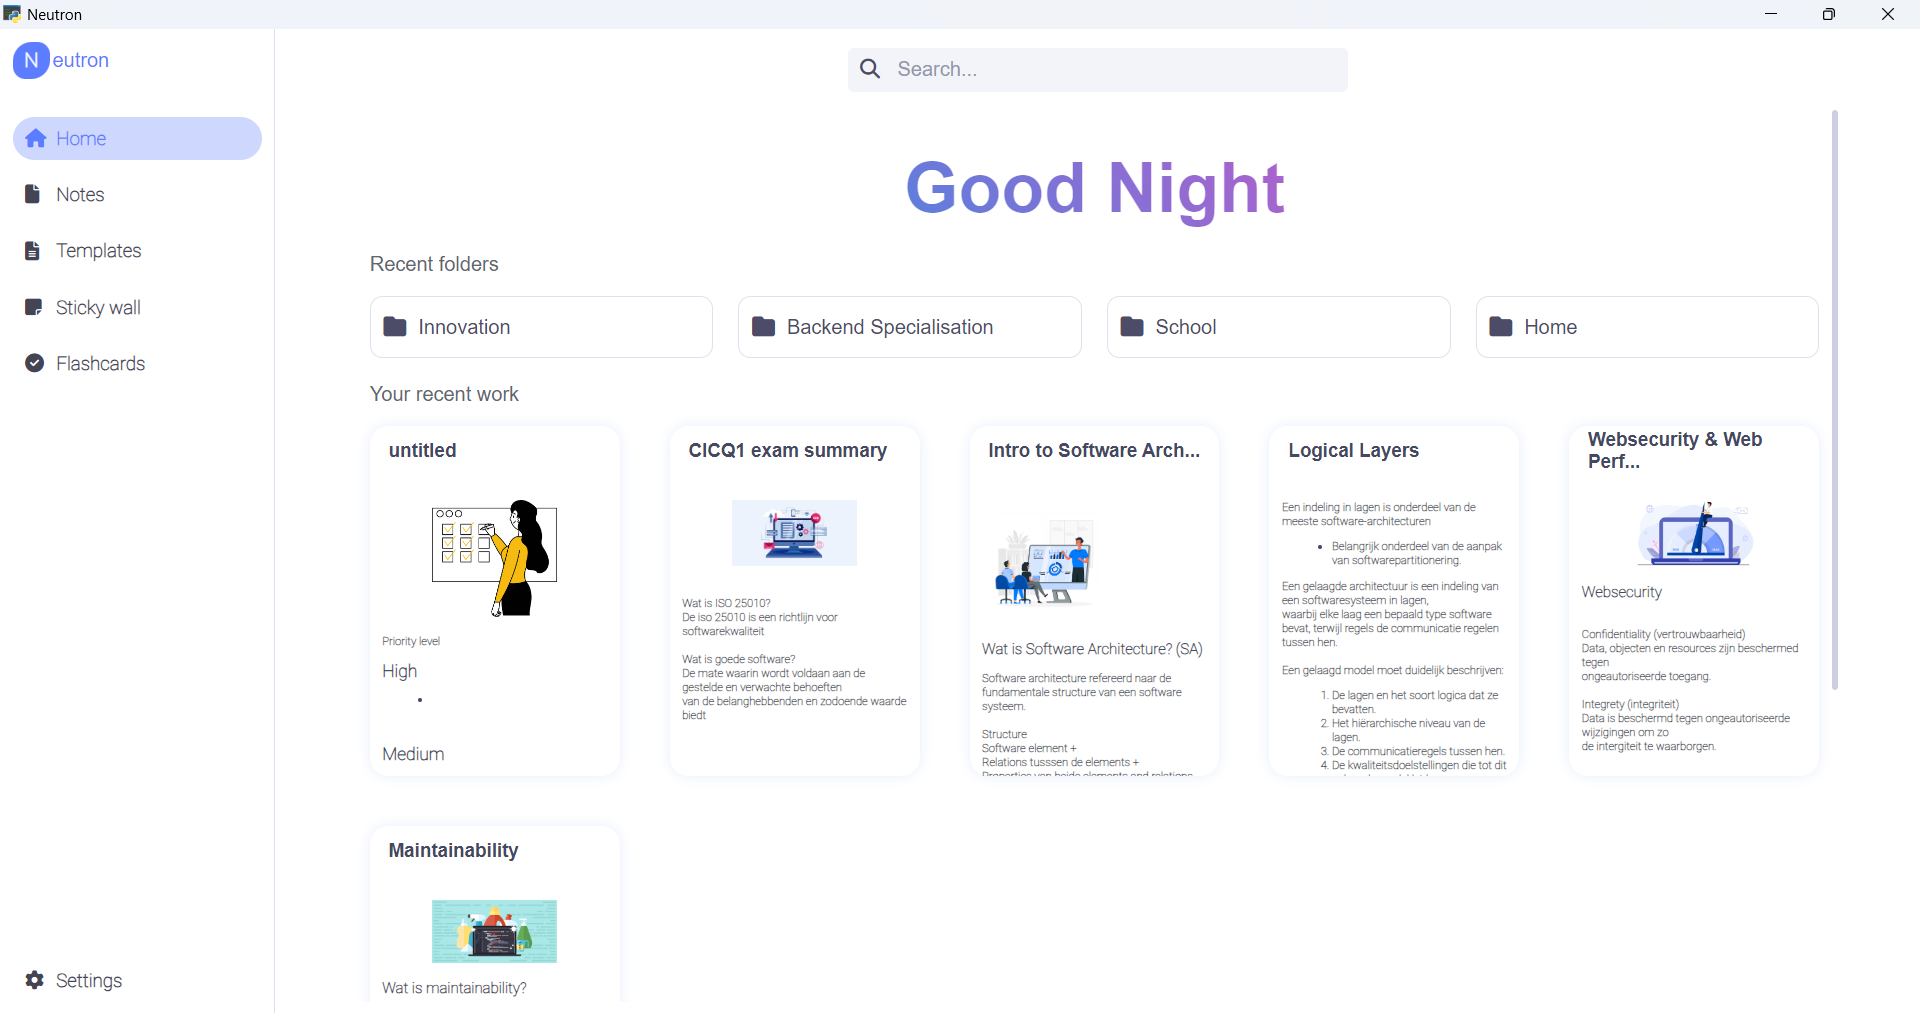 Neutron
Neutron
Search...
Home
Notes
Templates
Sticky wall
Flashcards
Settings
Good Night
Recent folders
Innovation
Backend Specialisation
School
Home
Your recent work
untitled
Priority level
High
•
Medium
CICQ1 exam summary
Wat is ISO 25010?
De iso 25010 is een richtlijn voor
softwarekwaliteit
Wat is goede software?
De mate waarin wordt voldaan aan de
gestelde en verwachte behoeften
van de belanghebbenden en zodoende waarde
biedt
Intro to Software Arch...
Wat is Software Architecture? (SA)
Software architecture refereerd naar de
fundamentale structure van een software
systeem.
Structure
Software element +
Relations tusssen de elements +
Properties van beide elements and relations
Logical Layers
Een indeling in lagen is onderdeel van de
meeste software-architecturen
• Belangrijk onderdeel van de aanpak
van softwarepartitionering.
Een gelaagde architectuur is een indeling van
een softwaresysteem in lagen,
waarbij elke laag een bepaald type software
bevat, terwijl regels de communicatie regelen
tussen hen.
Een gelaagd model moet duidelijk beschrijven:
1. De lagen en het soort logica dat ze
bevatten.
2. Het hiërarchische niveau van de
lagen.
3. De communicatieregels tussen hen.
4. De kwaliteitsdoelstellingen die tot dit
Websecurity & Web
Perf...
Websecurity
Confidentiality (vertrouwbaarheid)
Data, objecten en resources zijn beschermed
tegen
ongeautoriseerde toegang.
Integrety (integriteit)
Data is beschermd tegen ongeautoriseerde
wijzigingen om zo
de intergiteit te waarborgen.
Maintainability
Wat is maintainability?